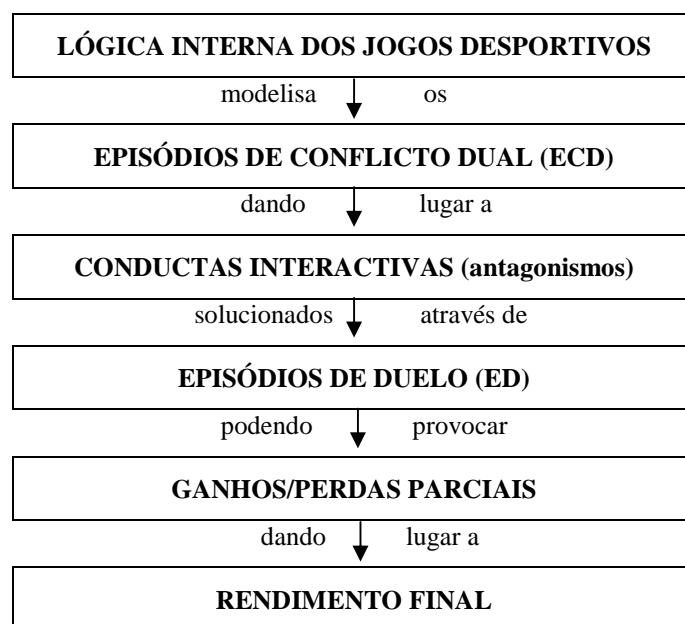 LÓGICA INTERNA DOS JOGOS DESPORTIVOS
modelisa os
EPISÓDIOS DE CONFLICTO DUAL (ECD)
dando lugar a
CONDUCTAS INTERACTIVAS (antagonismos)
solucionados através de
EPISÓDIOS DE DUELO (ED)
podendo provocar
GANHOS/PERDAS PARCIAIS
dando lugar a
RENDIMENTO FINAL